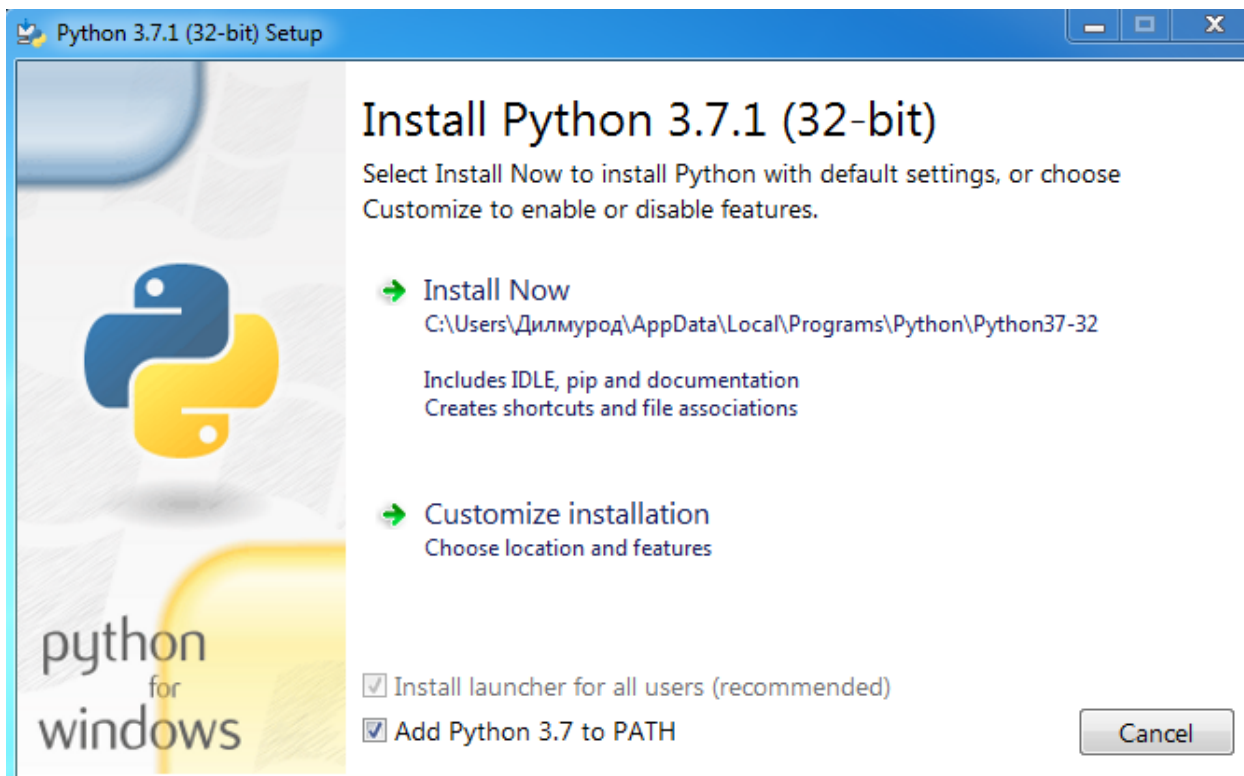 Python 3.7.1 (32-bit) Setup
Install Python 3.7.1 (32-bit)
Select Install Now to install Python with default settings, or choose
Customize to enable or disable features.
Install Now
C:\Users\Дилмурод\AppData\Local\Programs\Python\Python37-32
Includes IDLE, pip and documentation
Creates shortcuts and file associations
Customize installation
Choose location and features
python
for
windows
Install launcher for all users (recommended)
Add Python 3.7 to PATH
Cancel